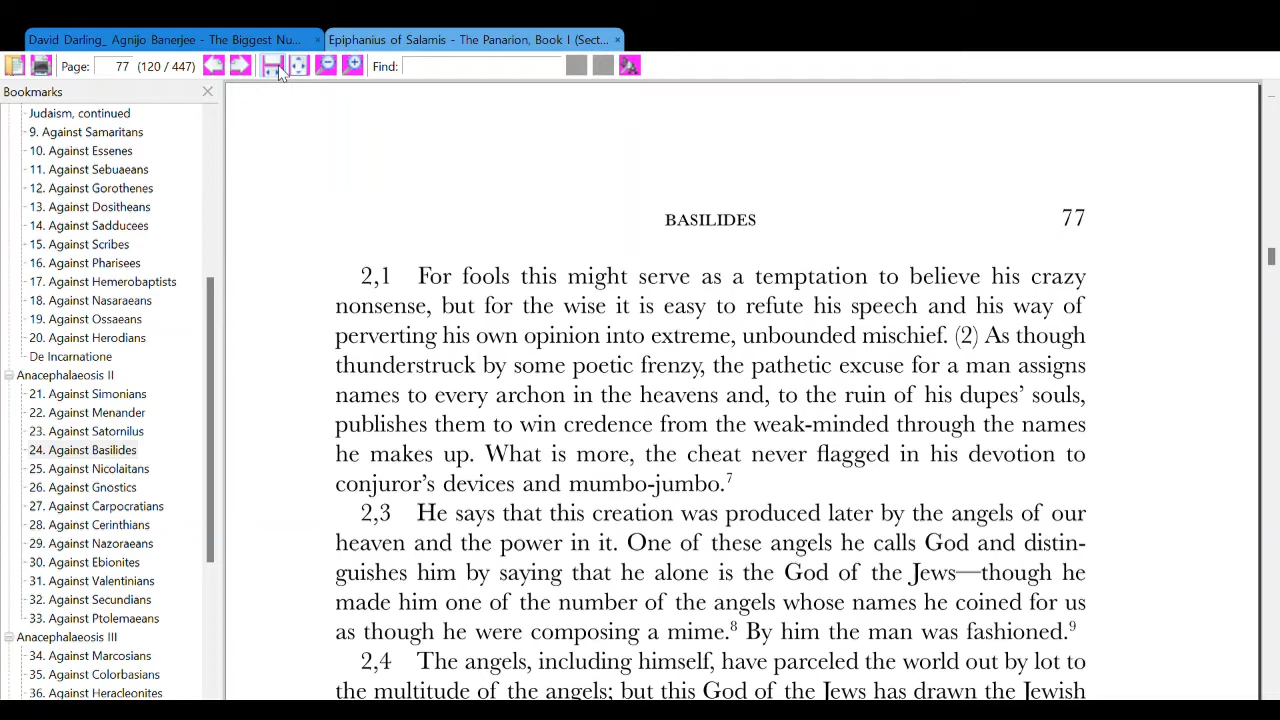 David Darling_ Agnijo Banerjee - The Biggest Nu... ×
Epiphanius of Salamis - The Panarion, Book I (Sect... ×
Page: 77 (120 / 447) Find:
Bookmarks
Judaism, continued
9. Against Samaritans
10. Against Essenes
11. Against Sebuaeans
12. Against Gorothenes
13. Against Dositheans
14. Against Sadducees
15. Against Scribes
16. Against Pharisees
17. Against Hemerobaptists
18. Against Nasaraeans
19. Against Ossaeans
20. Against Herodians
De Incarnatione
Anacephalaeosis II
21. Against Simonians
22. Against Menander
23. Against Satornilus
24. Against Basilides
25. Against Nicolaitans
26. Against Gnostics
27. Against Carpocratians
28. Against Cerinthians
29. Against Nazoraeans
30. Against Ebionites
31. Against Valentinians
32. Against Secundians
33. Against Ptolemaeans
Anacephalaeosis III
34. Against Marcosians
35. Against Colorbasians
36. Against Heracleonites
BASILIDES 77
2,1 For fools this might serve as a temptation to believe his crazy
nonsense, but for the wise it is easy to refute his speech and his way of
perverting his own opinion into extreme, unbounded mischief. (2) As though
thunderstruck by some poetic frenzy, the pathetic excuse for a man assigns
names to every archon in the heavens and, to the ruin of his dupes’ souls,
publishes them to win credence from the weak-minded through the names
he makes up. What is more, the cheat never flagged in his devotion to
conjuror’s devices and mumbo-jumbo.7
2,3 He says that this creation was produced later by the angels of our
heaven and the power in it. One of these angels he calls God and distin-
guishes him by saying that he alone is the God of the Jews—though he
made him one of the number of the angels whose names he coined for us
as though he were composing a mime.8 By him the man was fashioned.9
2,4 The angels, including himself, have parceled the world out by lot to
the multitude of the angels; but this God of the Jews has drawn the Jewish